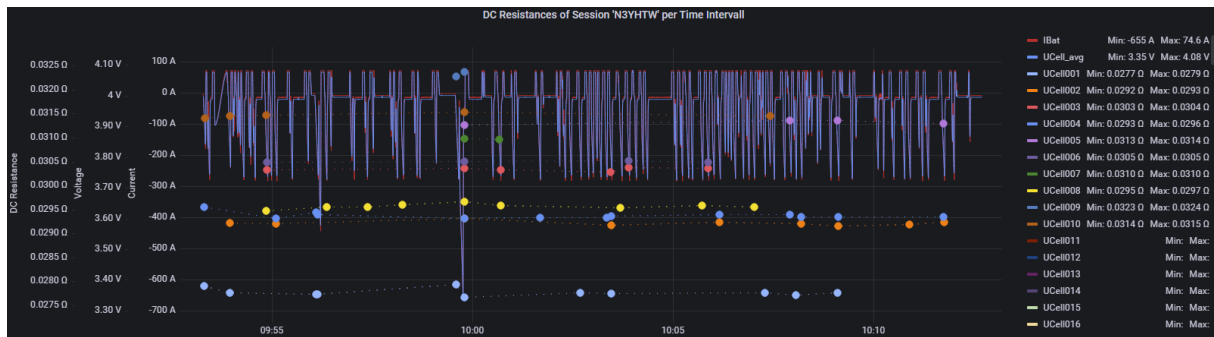 DC Resistances of Session 'N3YHTW' per Time Intervall
DC Resistance
0.0325 Ω
0.0320 Ω
0.0315 Ω
0.0310 Ω
0.0305 Ω
0.0300 Ω
0.0295 Ω
0.0290 Ω
0.0285 Ω
0.0280 Ω
0.0275 Ω
Voltage
4.10 V
4 V
3.90 V
3.80 V
3.70 V
3.60 V
3.50 V
3.40 V
3.30 V
Current
100 A
0 A
-100 A
-200 A
-300 A
-400 A
-500 A
-600 A
-700 A
09:55 10:00 10:05 10:10
IBat Min: -655 A Max: 74.6 A
UCell_avg Min: 3.35 V Max: 4.08 V
UCell001 Min: 0.0277 Ω Max: 0.0279 Ω
UCell002 Min: 0.0292 Ω Max: 0.0293 Ω
UCell003 Min: 0.0303 Ω Max: 0.0304 Ω
UCell004 Min: 0.0293 Ω Max: 0.0296 Ω
UCell005 Min: 0.0313 Ω Max: 0.0314 Ω
UCell006 Min: 0.0305 Ω Max: 0.0305 Ω
UCell007 Min: 0.0310 Ω Max: 0.0310 Ω
UCell008 Min: 0.0295 Ω Max: 0.0297 Ω
UCell009 Min: 0.0323 Ω Max: 0.0324 Ω
UCell010 Min: 0.0314 Ω Max: 0.0315 Ω
UCell011 Min: Max:
UCell012 Min: Max:
UCell013 Min: Max:
UCell014 Min: Max:
UCell015 Min: Max:
UCell016 Min: Max: